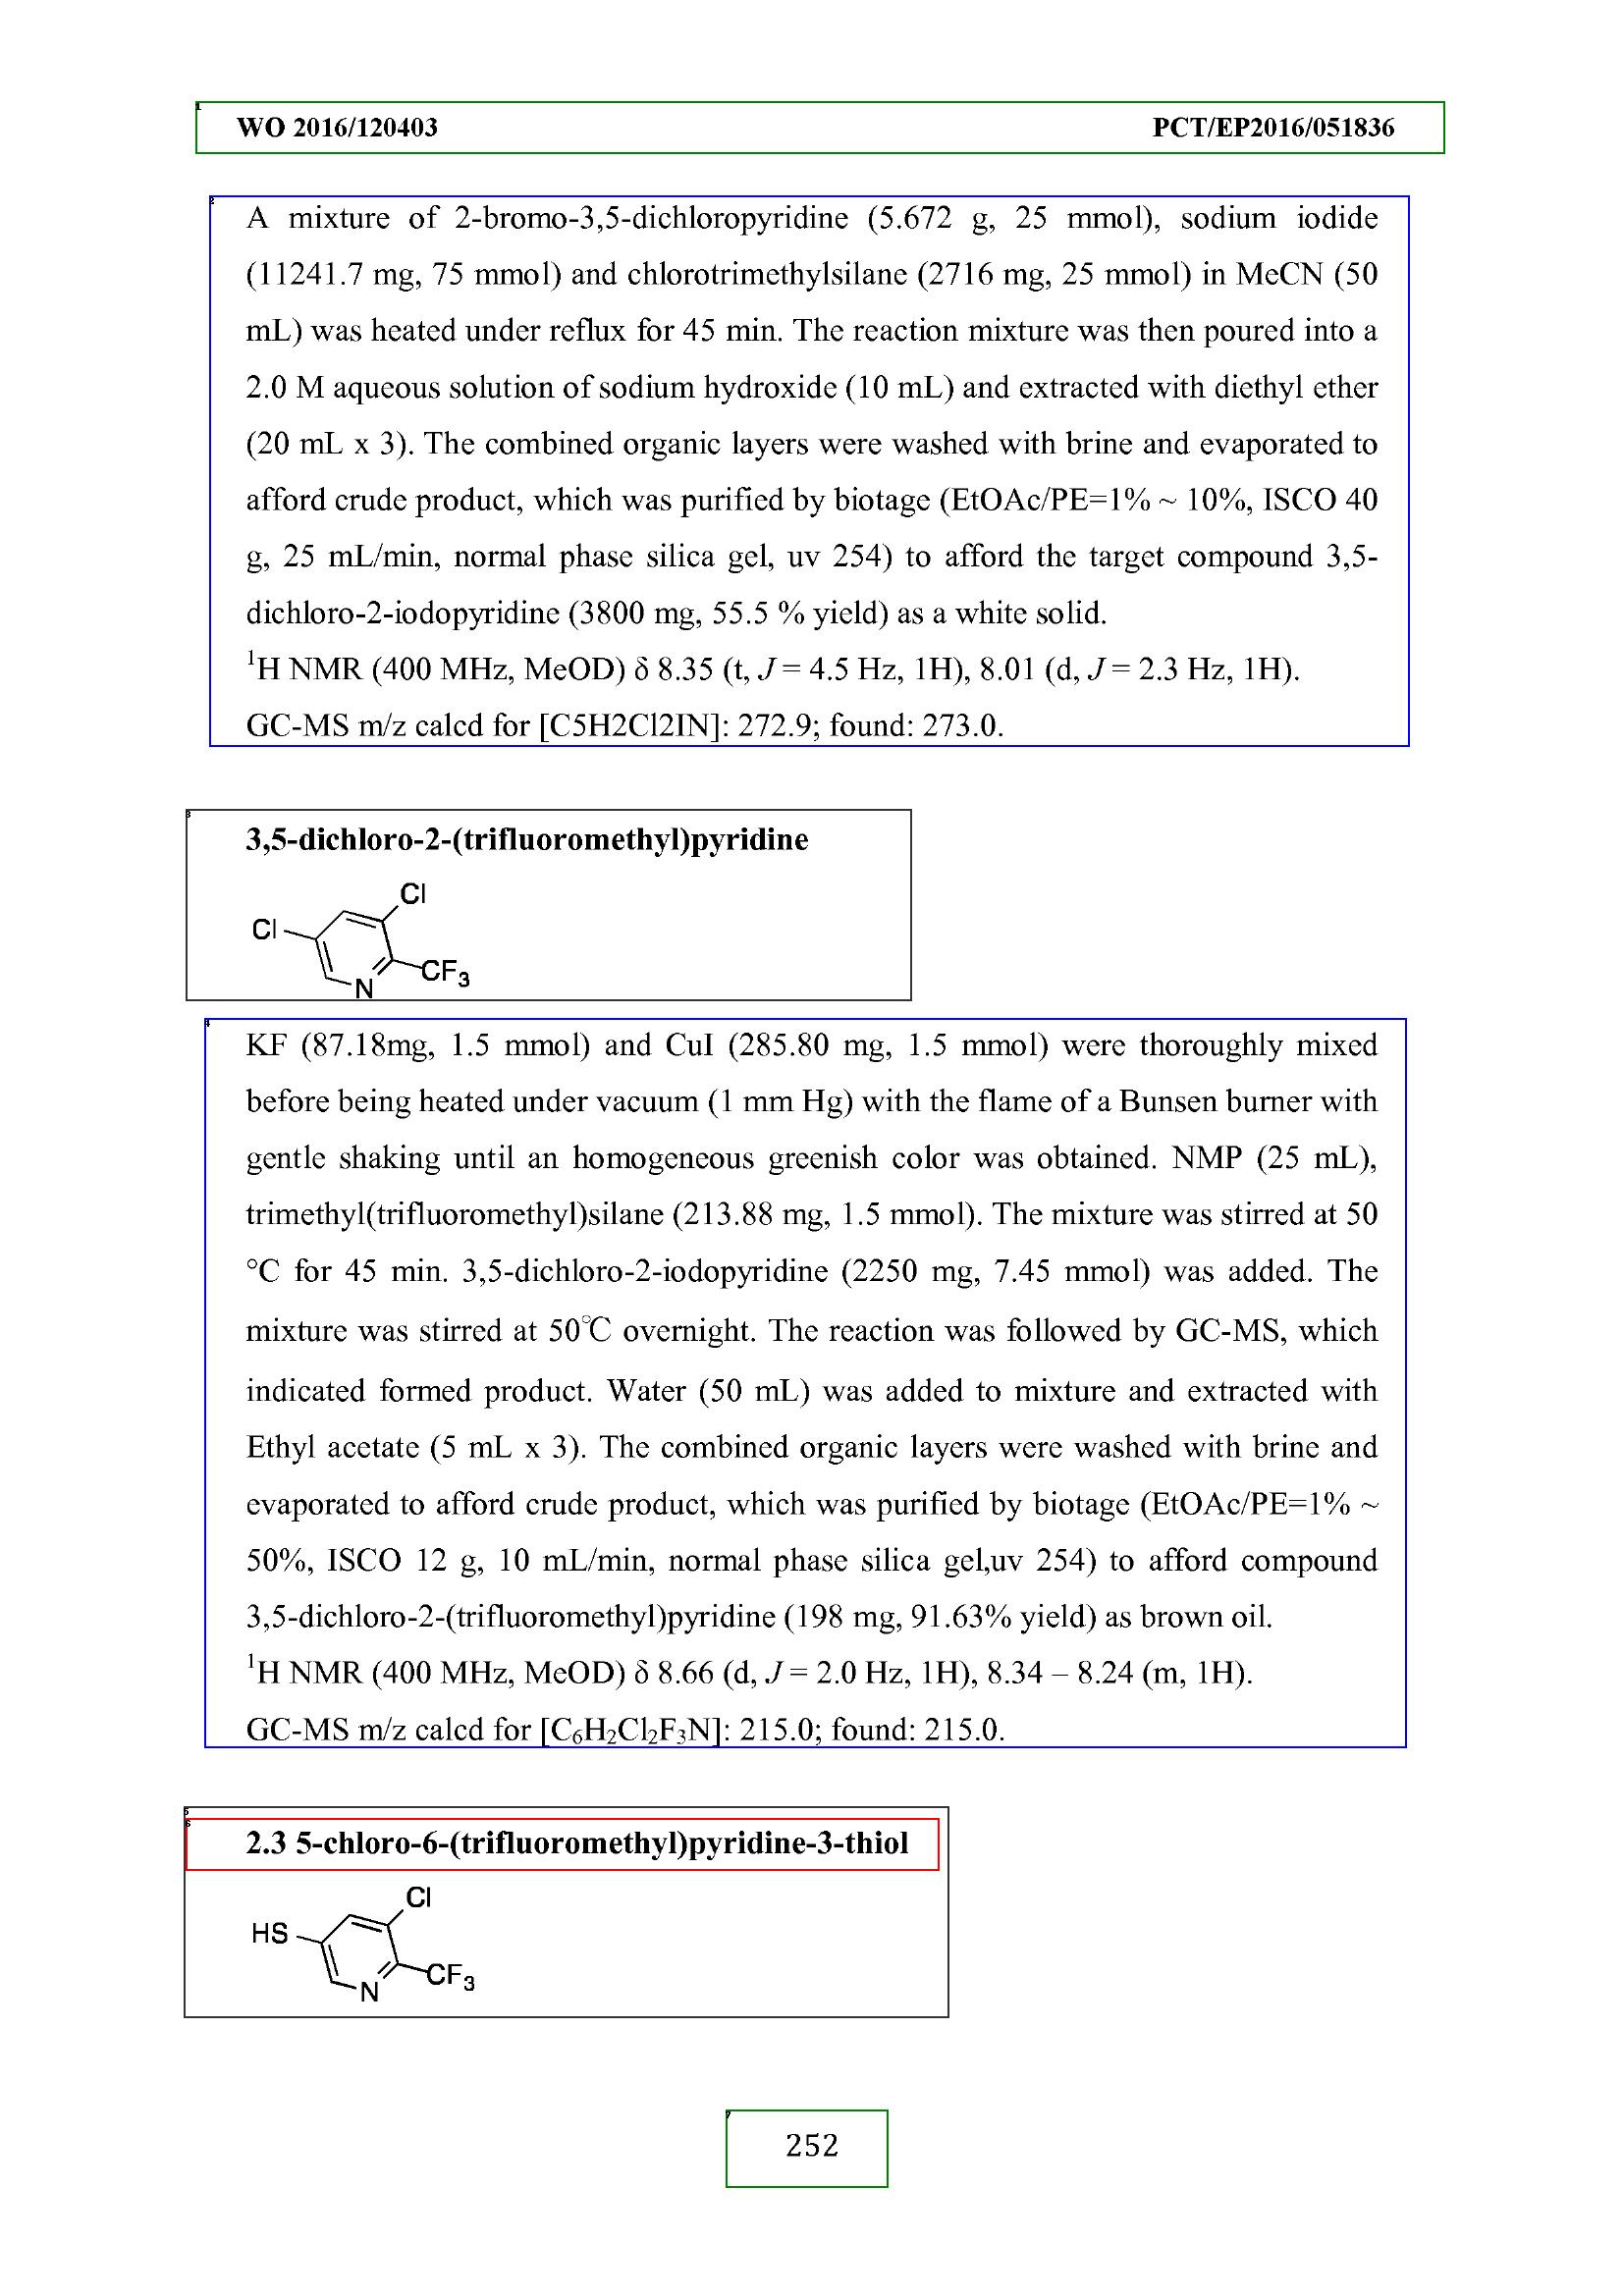 WO 2016/120403 PCT/EP2016/051836
A mixture of 2-bromo-3,5-dichloropyridine (5.672 g, 25 mmol), sodium iodide
(11241.7 mg, 75 mmol) and chlorotrimethylsilane (2716 mg, 25 mmol) in MeCN (50
mL) was heated under reflux for 45 min. The reaction mixture was then poured into a
2.0 M aqueous solution of sodium hydroxide (10 mL) and extracted with diethyl ether
(20 mL x 3). The combined organic layers were washed with brine and evaporated to
afford crude product, which was purified by biotage (EtOAc/PE=1% ~ 10%, ISCO 40
g, 25 mL/min, normal phase silica gel, uv 254) to afford the target compound 3,5-
dichloro-2-iodopyridine (3800 mg, 55.5 % yield) as a white solid.
¹H NMR (400 MHz, MeOD) δ 8.35 (t, J = 4.5 Hz, 1H), 8.01 (d, J = 2.3 Hz, 1H).
GC-MS m/z calcd for [C5H2Cl2IN]: 272.9; found: 273.0.
3,5-dichloro-2-(trifluoromethyl)pyridine
Cl
Cl
CF₃
N
KF (87.18mg, 1.5 mmol) and CuI (285.80 mg, 1.5 mmol) were thoroughly mixed
before being heated under vacuum (1 mm Hg) with the flame of a Bunsen burner with
gentle shaking until an homogeneous greenish color was obtained. NMP (25 mL),
trimethyl(trifluoromethyl)silane (213.88 mg, 1.5 mmol). The mixture was stirred at 50
°C for 45 min. 3,5-dichloro-2-iodopyridine (2250 mg, 7.45 mmol) was added. The
mixture was stirred at 50℃ overnight. The reaction was followed by GC-MS, which
indicated formed product. Water (50 mL) was added to mixture and extracted with
Ethyl acetate (5 mL x 3). The combined organic layers were washed with brine and
evaporated to afford crude product, which was purified by biotage (EtOAc/PE=1% ~
50%, ISCO 12 g, 10 mL/min, normal phase silica gel,uv 254) to afford compound
3,5-dichloro-2-(trifluoromethyl)pyridine (198 mg, 91.63% yield) as brown oil.
¹H NMR (400 MHz, MeOD) δ 8.66 (d, J = 2.0 Hz, 1H), 8.34 – 8.24 (m, 1H).
GC-MS m/z calcd for [C₆H₂Cl₂F₃N]: 215.0; found: 215.0.
2.3 5-chloro-6-(trifluoromethyl)pyridine-3-thiol
Cl
HS
CF₃
N
252